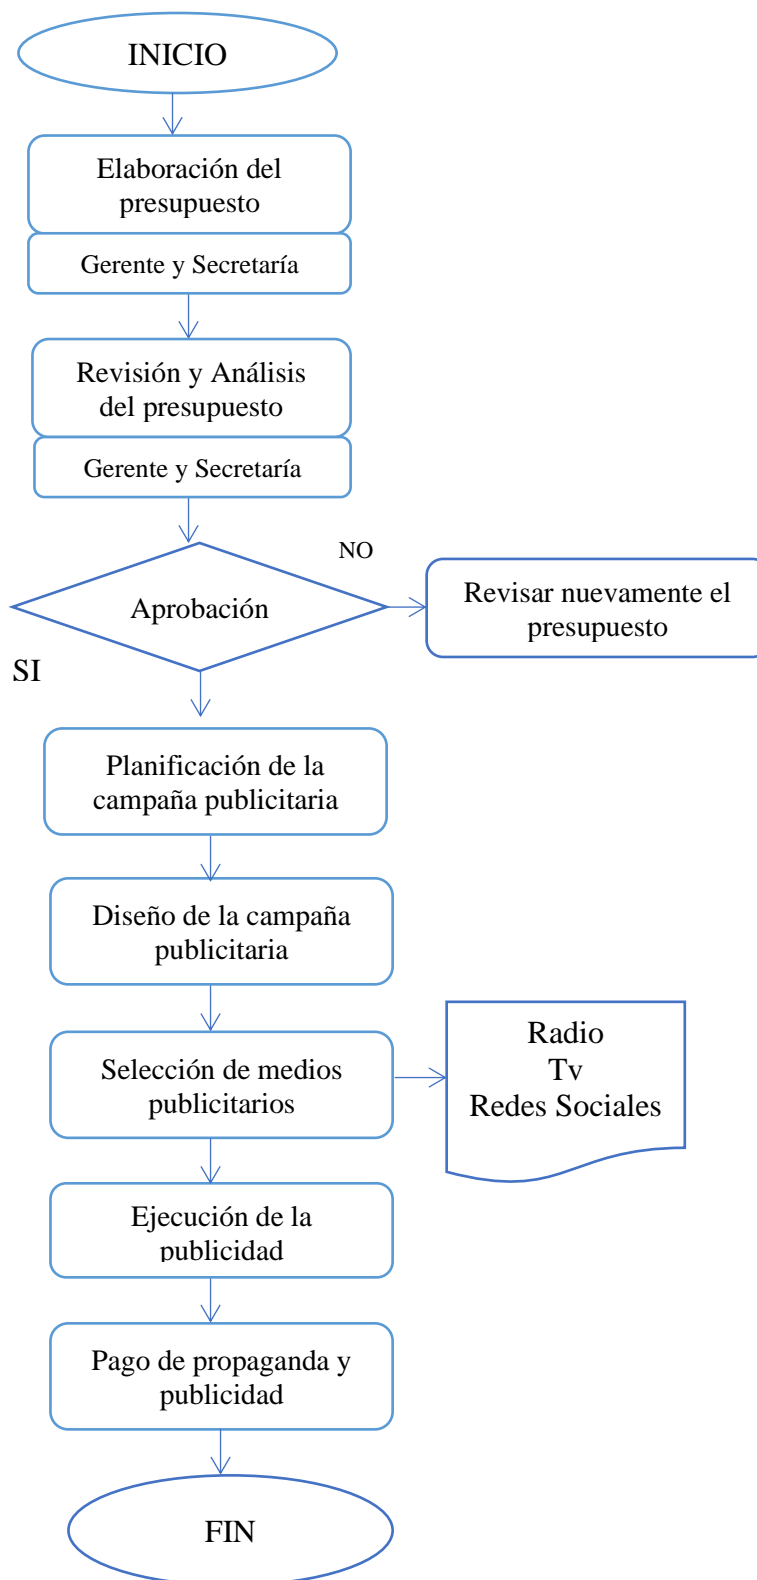 INICIO
Elaboración del
presupuesto
Gerente y Secretaría
Revisión y Análisis
del presupuesto
Gerente y Secretaría
NO
Aprobación
Revisar nuevamente el
presupuesto
SI
Planificación de la
campaña publicitaria
Diseño de la campaña
publicitaria
Selección de medios
publicitarios
Radio
Tv
Redes Sociales
Ejecución de la
publicidad
Pago de propaganda y
publicidad
FIN